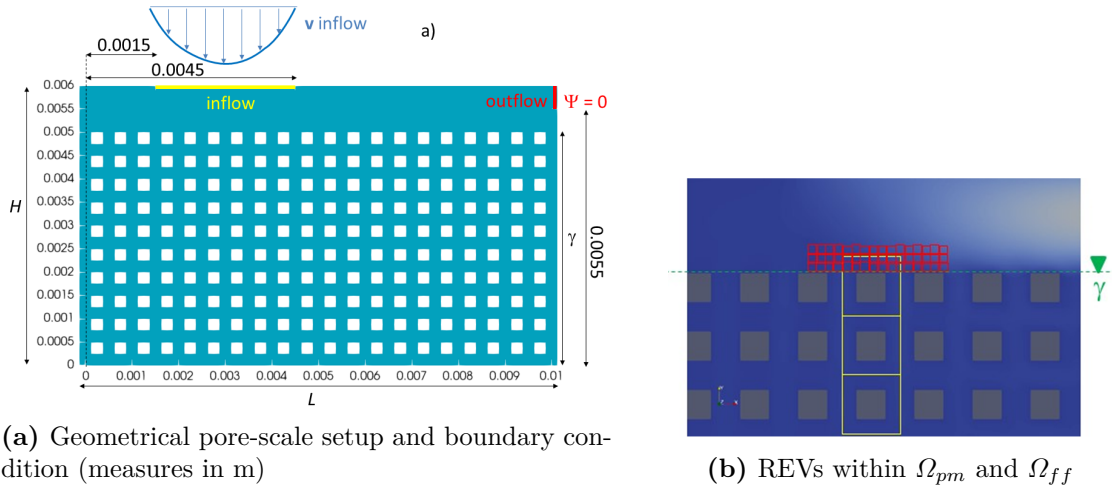 v inflow
a)
0.0015
0.0045
0.006
0.0055
0.005
0.0045
0.004
0.0035
0.003
0.0025
0.002
0.0015
0.001
0.0005
0
inflow
outflow
Ψ = 0
H
γ
0.0055
0
0.001
0.002
0.003
0.004
0.005
0.006
0.007
0.008
0.009
0.01
L
γ
(a) Geometrical pore-scale setup and boundary con-
dition (measures in m)
(b) REVs within Ωpm and Ωff